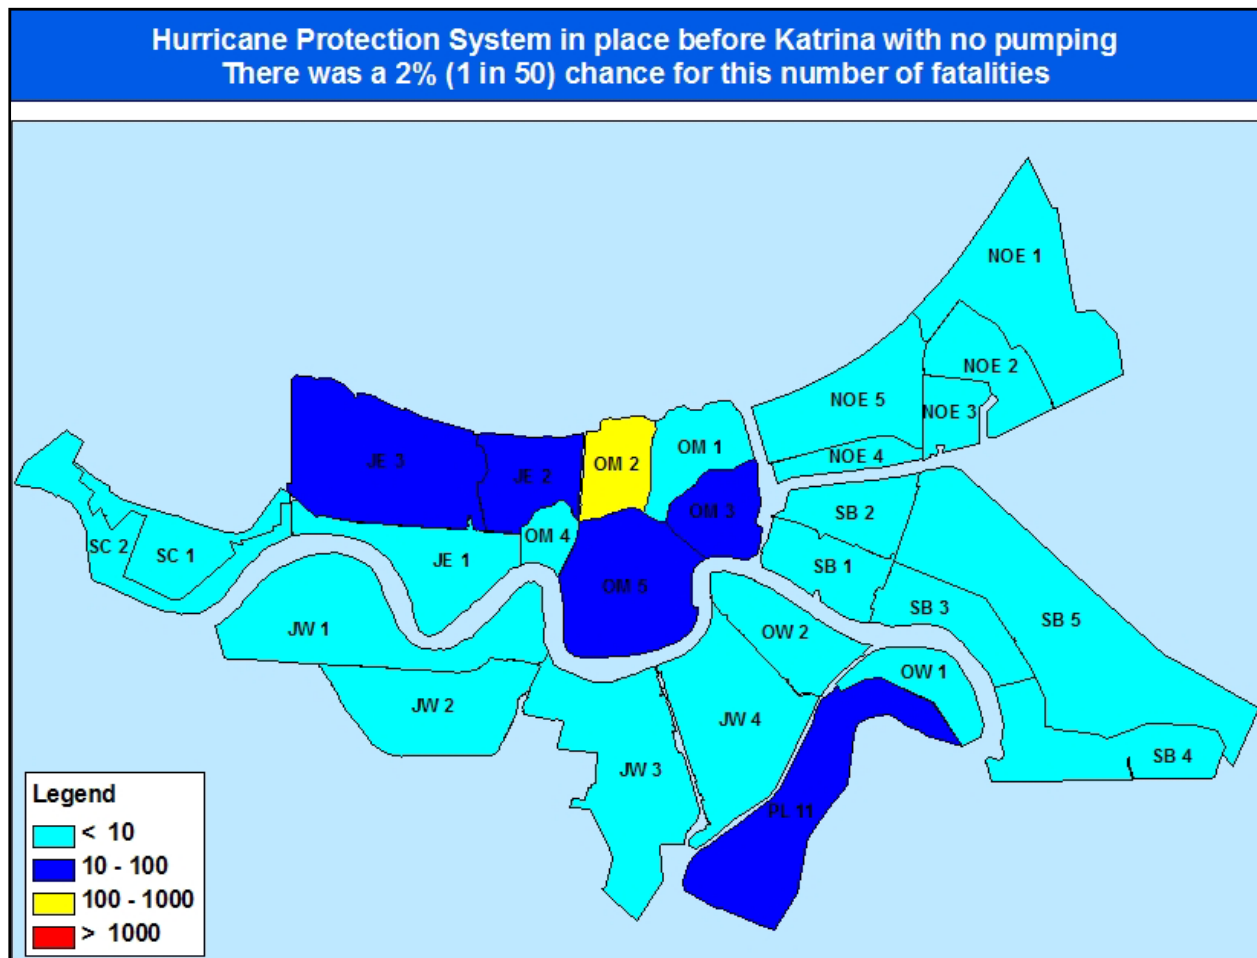 Hurricane Protection System in place before Katrina with no pumping
There was a 2% (1 in 50) chance for this number of fatalities
NOE 1
NOE 2
NOE 5
NOE 3
OM 1
NOE 4
JE 3
OM 2
JE 2
OM 3
SB 2
OM 4
SC 2
SC 1
JE 1
SB 1
OM 5
SB 3
SB 5
JW 1
OW 2
OW 1
JW 2
JW 4
SB 4
JW 3
PL 11
Legend
< 10
10 - 100
100 - 1000
> 1000